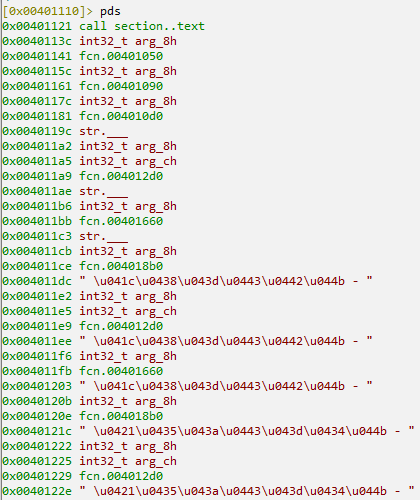 [0x00401110]> pds
0x00401121 call section..text
0x0040113c int32_t arg_8h
0x00401141 fcn.00401050
0x0040115c int32_t arg_8h
0x00401161 fcn.00401090
0x0040117c int32_t arg_8h
0x00401181 fcn.004010d0
0x0040119c str.___
0x004011a2 int32_t arg_8h
0x004011a5 int32_t arg_ch
0x004011a9 fcn.004012d0
0x004011ae str.___
0x004011b6 int32_t arg_8h
0x004011bb fcn.00401660
0x004011c3 str.___
0x004011cb int32_t arg_8h
0x004011ce fcn.004018b0
0x004011dc " \u041c\u0438\u043d\u0443\u0442\u044b - "
0x004011e2 int32_t arg_8h
0x004011e5 int32_t arg_ch
0x004011e9 fcn.004012d0
0x004011ee " \u041c\u0438\u043d\u0443\u0442\u044b - "
0x004011f6 int32_t arg_8h
0x004011fb fcn.00401660
0x00401203 " \u041c\u0438\u043d\u0443\u0442\u044b - "
0x0040120b int32_t arg_8h
0x0040120e fcn.004018b0
0x0040121c " \u0421\u0435\u043a\u0443\u043d\u0434\u044b - "
0x00401222 int32_t arg_8h
0x00401225 int32_t arg_ch
0x00401229 fcn.004012d0
0x0040122e " \u0421\u0435\u043a\u0443\u043d\u0434\u044b - "